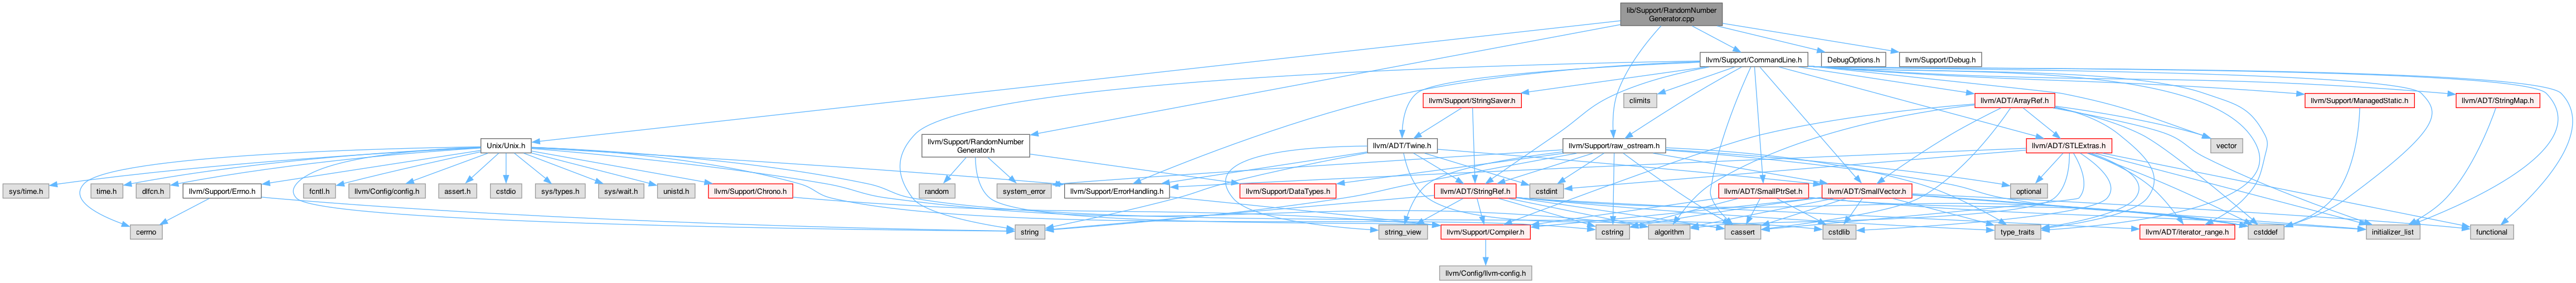 lib/Support/RandomNumber
Generator.cpp
llvm/Support/CommandLine.h
DebugOptions.h
llvm/Support/Debug.h
llvm/Support/StringSaver.h
climits
llvm/ADT/ArrayRef.h
llvm/Support/ManagedStatic.h
llvm/ADT/StringMap.h
Unix/Unix.h
llvm/Support/RandomNumber
Generator.h
llvm/ADT/Twine.h
llvm/Support/raw_ostream.h
llvm/ADT/STLExtras.h
vector
sys/time.h
time.h
dlfcn.h
llvm/Support/Errno.h
fcntl.h
llvm/Config/config.h
assert.h
cstdio
sys/types.h
sys/wait.h
unistd.h
llvm/Support/Chrono.h
random
system_error
llvm/Support/ErrorHandling.h
llvm/Support/DataTypes.h
cstdint
llvm/ADT/StringRef.h
llvm/ADT/SmallPtrSet.h
llvm/ADT/SmallVector.h
optional
cerrno
string
string_view
llvm/Support/Compiler.h
cstring
algorithm
cassert
cstdlib
type_traits
llvm/ADT/iterator_range.h
cstddef
initializer_list
functional
llvm/Config/llvm-config.h